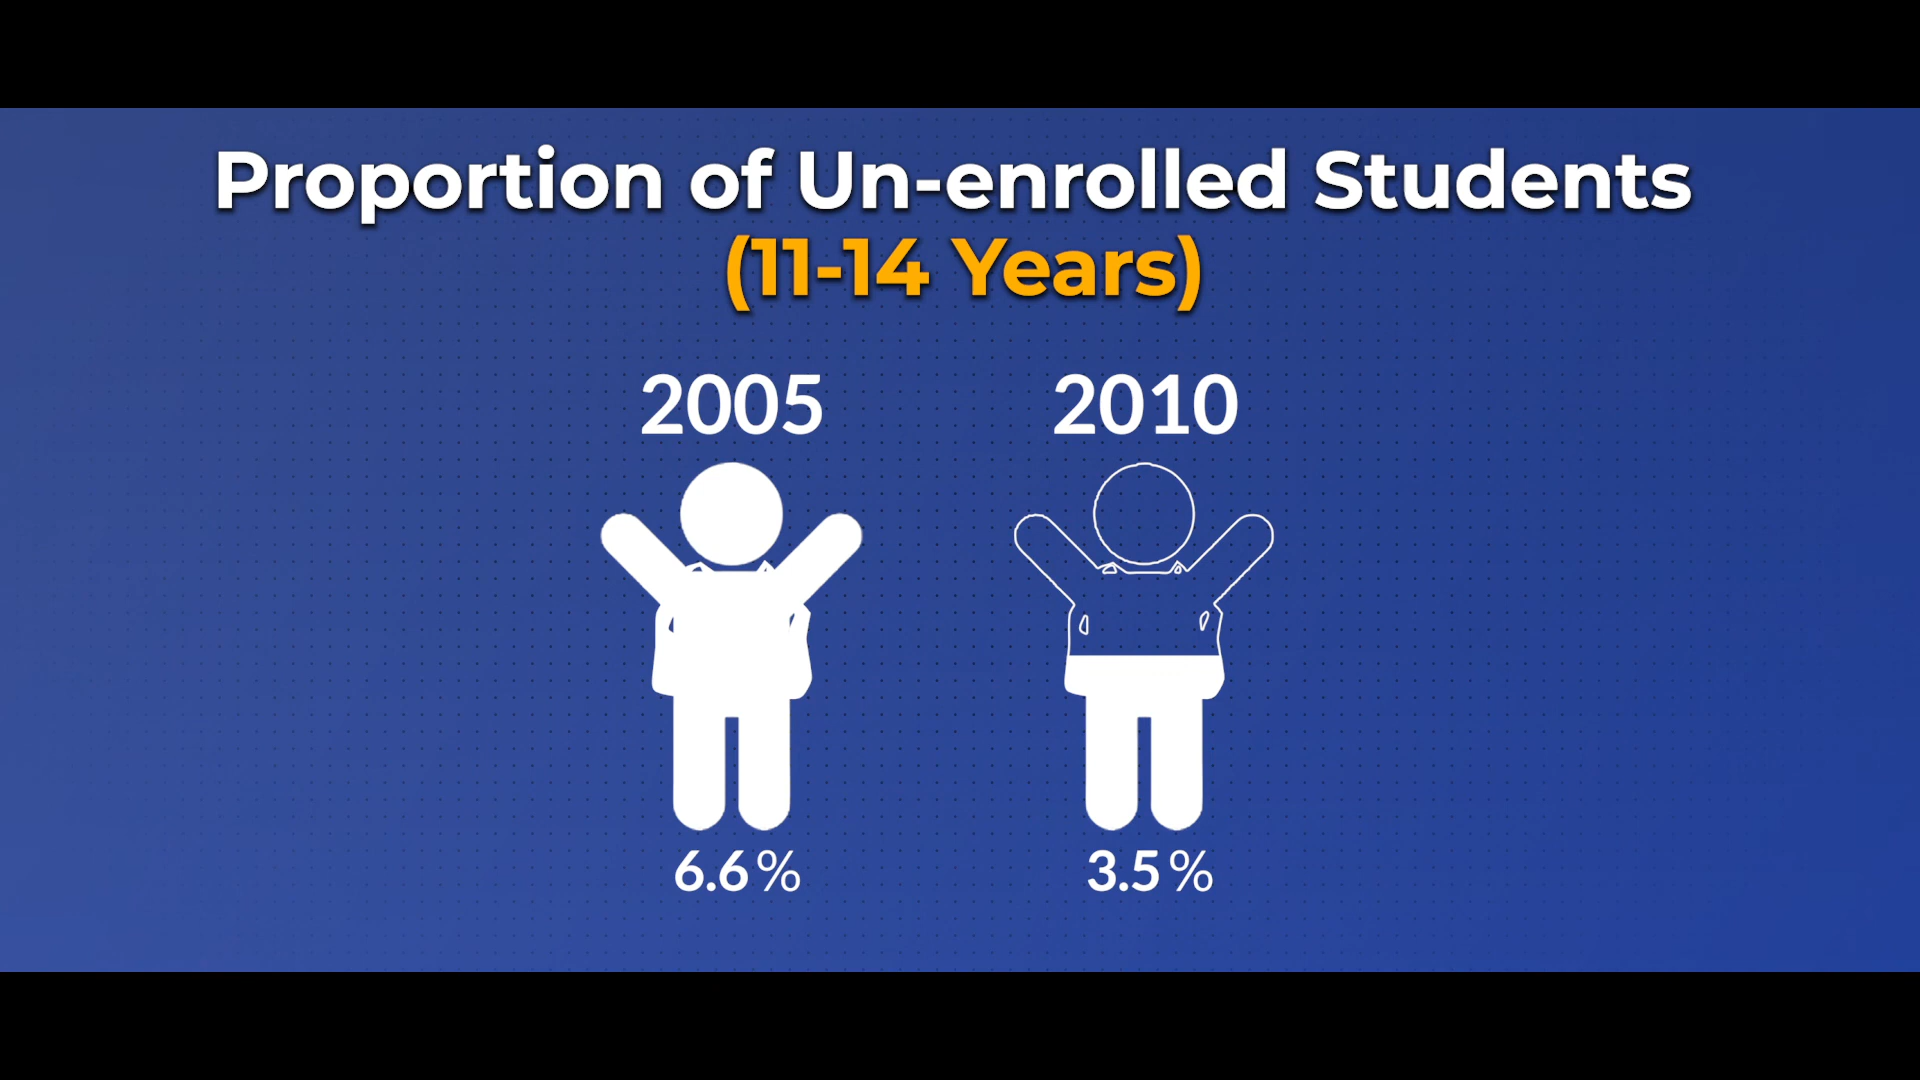 Proportion of Un-enrolled Students
(11-14 Years)
2005 2010
6.6% 3.5%